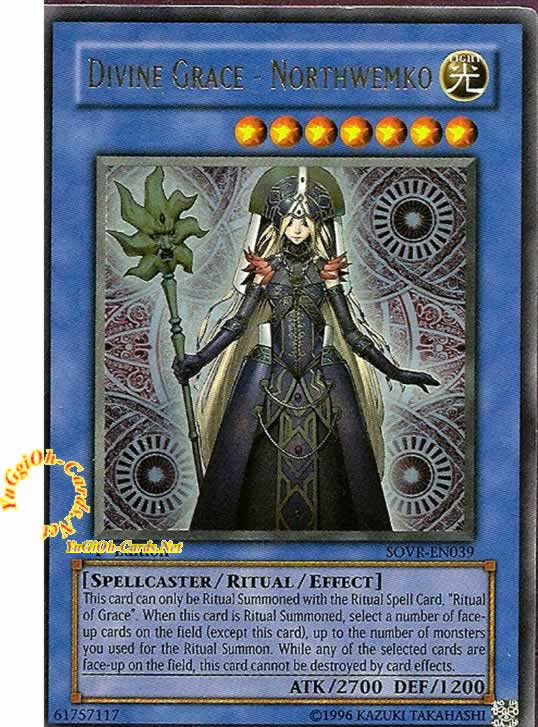 DIVINE GRACE - NORTHWEMKO
LIGHT
光
YuGiOh-Cards.Net
SOVR-EN039
[SPELLCASTER / RITUAL / EFFECT]
This card can only be Ritual Summoned with the Ritual Spell Card, "Ritual
of Grace". When this card is Ritual Summoned, select a number of face-
up cards on the field (except this card), up to the number of monsters
you used for the Ritual Summon. While any of the selected cards are
face-up on the field, this card cannot be destroyed by card effects.
ATK/2700 DEF/1200
61757117
©1996 KAZUKI TAKAHASHI